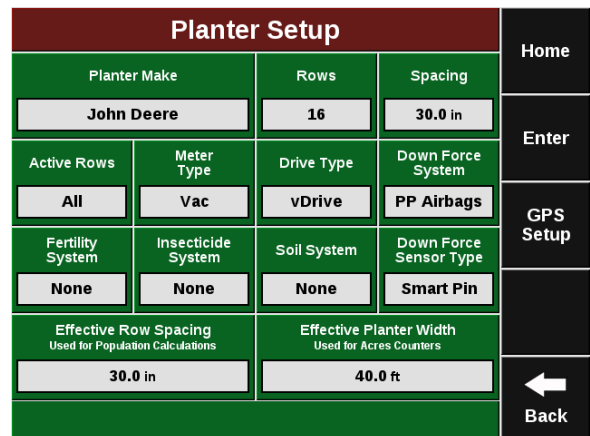 Planter Setup
Home
Planter Make
Rows
Spacing
John Deere
16
30.0 in
Enter
Active Rows
Meter
Type
Drive Type
Down Force
System
All
Vac
vDrive
PP Airbags
GPS
Setup
Fertility
System
Insecticide
System
Soil System
Down Force
Sensor Type
None
None
None
Smart Pin
Effective Row Spacing
Used for Population Calculations
Effective Planter Width
Used for Acres Counters
30.0 in
40.0 ft
Back